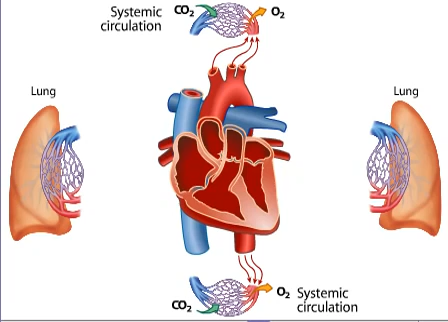 Systemic
circulation
CO2
O2
Lung
Lung
CO2
O2
Systemic
circulation